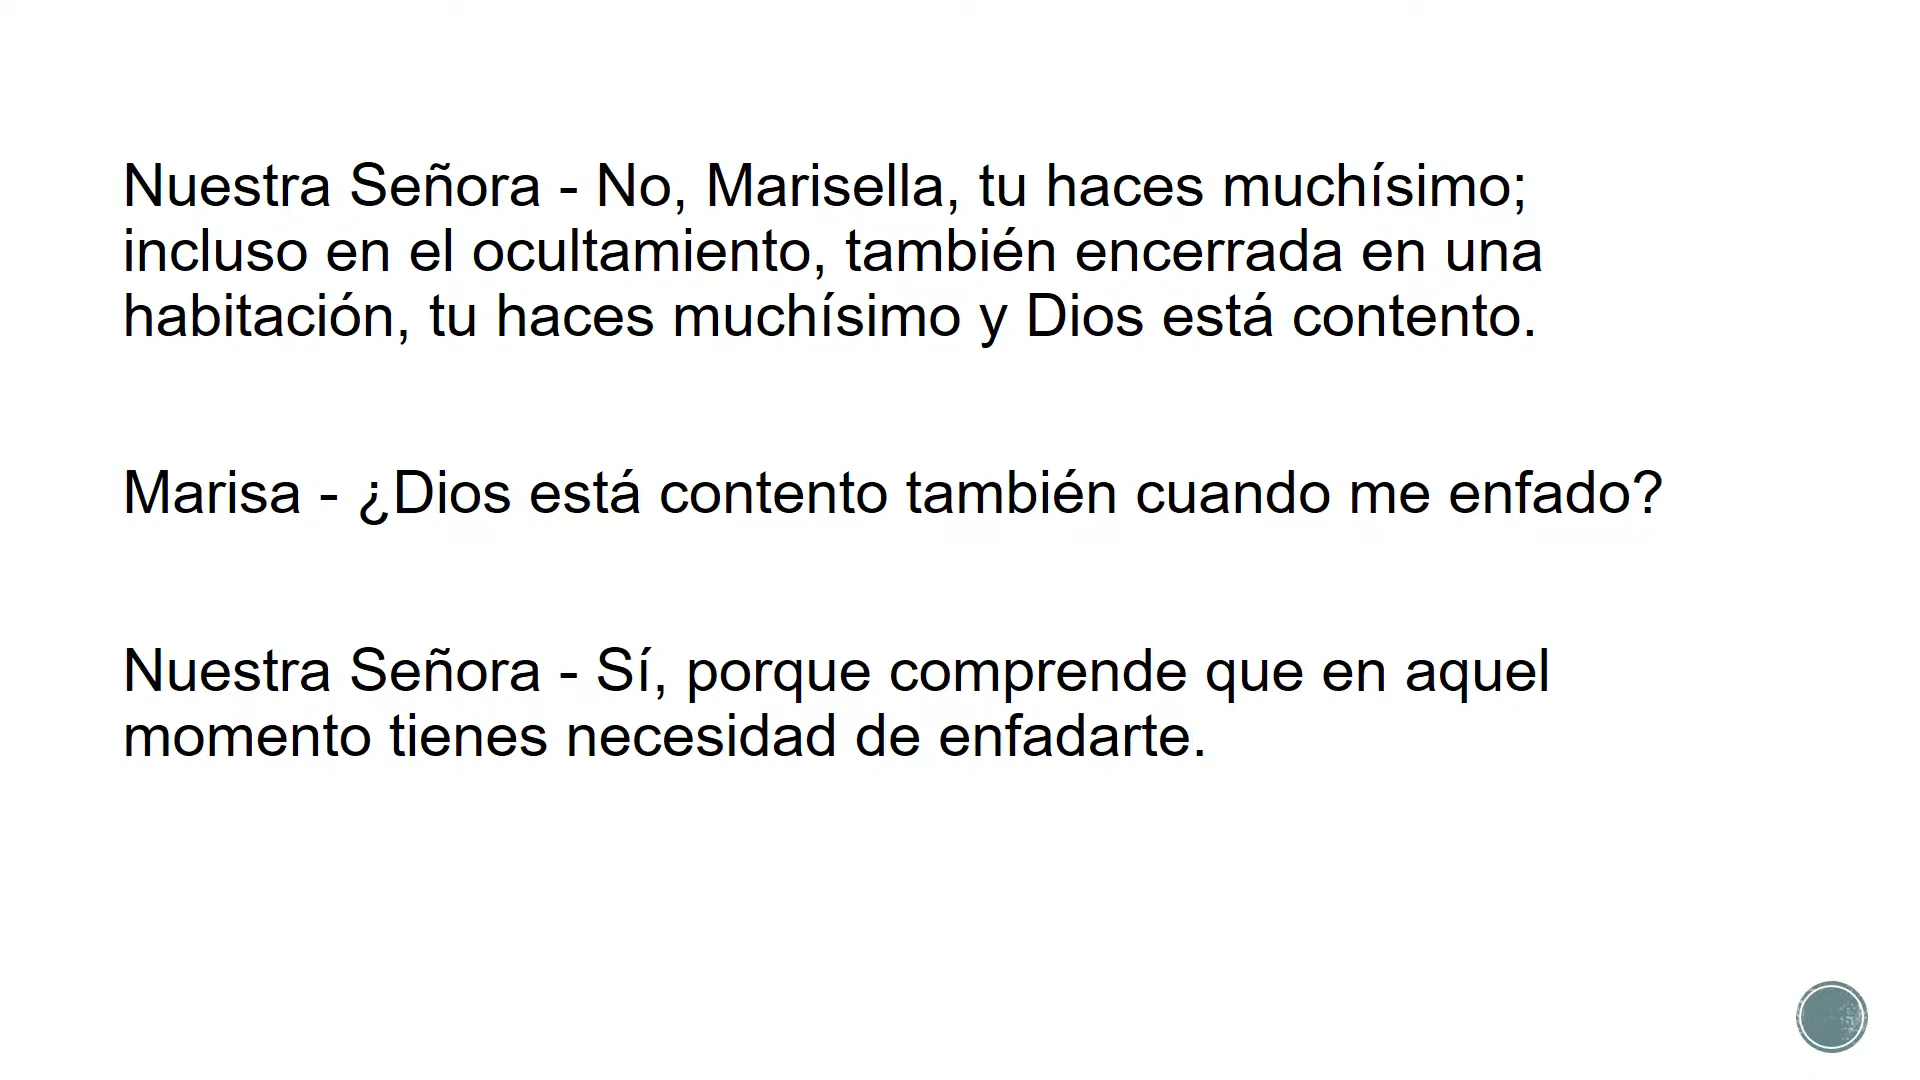 Nuestra Señora - No, Marisella, tu haces muchísimo;
incluso en el ocultamiento, también encerrada en una
habitación, tu haces muchísimo y Dios está contento.
Marisa - ¿Dios está contento también cuando me enfado?
Nuestra Señora - Sí, porque comprende que en aquel
momento tienes necesidad de enfadarte.